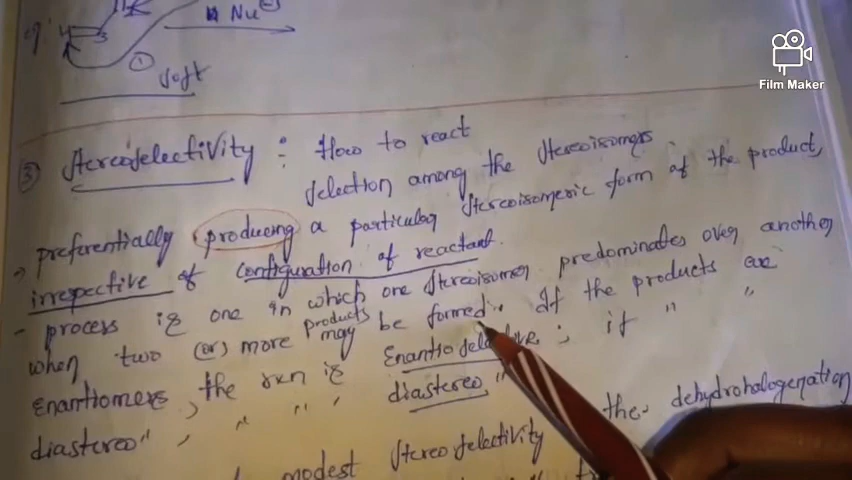 eg:
Nu⊖
①
soft
Film Maker
③ Stereoselectivity : How to react
Selection among the stereoisomers
→ preferentially producing a particular stereoisomeric form of the product,
irrespective of configuration of reactant.
- process is one in which one stereoisomer predominates over another
when two (or) more products may be formed. If the products are
Enantiomers, the rxn is Enantioselective ; if " "
diastereo" , " " , diastereo "
modest stereoselectivity the dehydrohalogenation